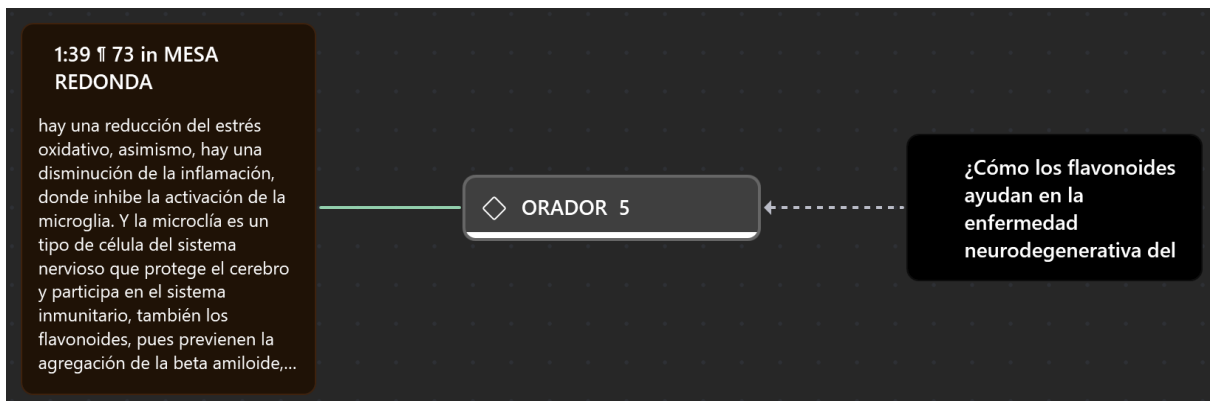 1:39 ¶ 73 in MESA
REDONDA
hay una reducción del estrés
oxidativo, asimismo, hay una
disminución de la inflamación,
donde inhibe la activación de la
microglia. Y la microclía es un
tipo de célula del sistema
nervioso que protege el cerebro
y participa en el sistema
inmunitario, también los
flavonoides, pues previenen la
agregación de la beta amiloide,...
ORADOR 5
¿Cómo los flavonoides
ayudan en la
enfermedad
neurodegenerativa del